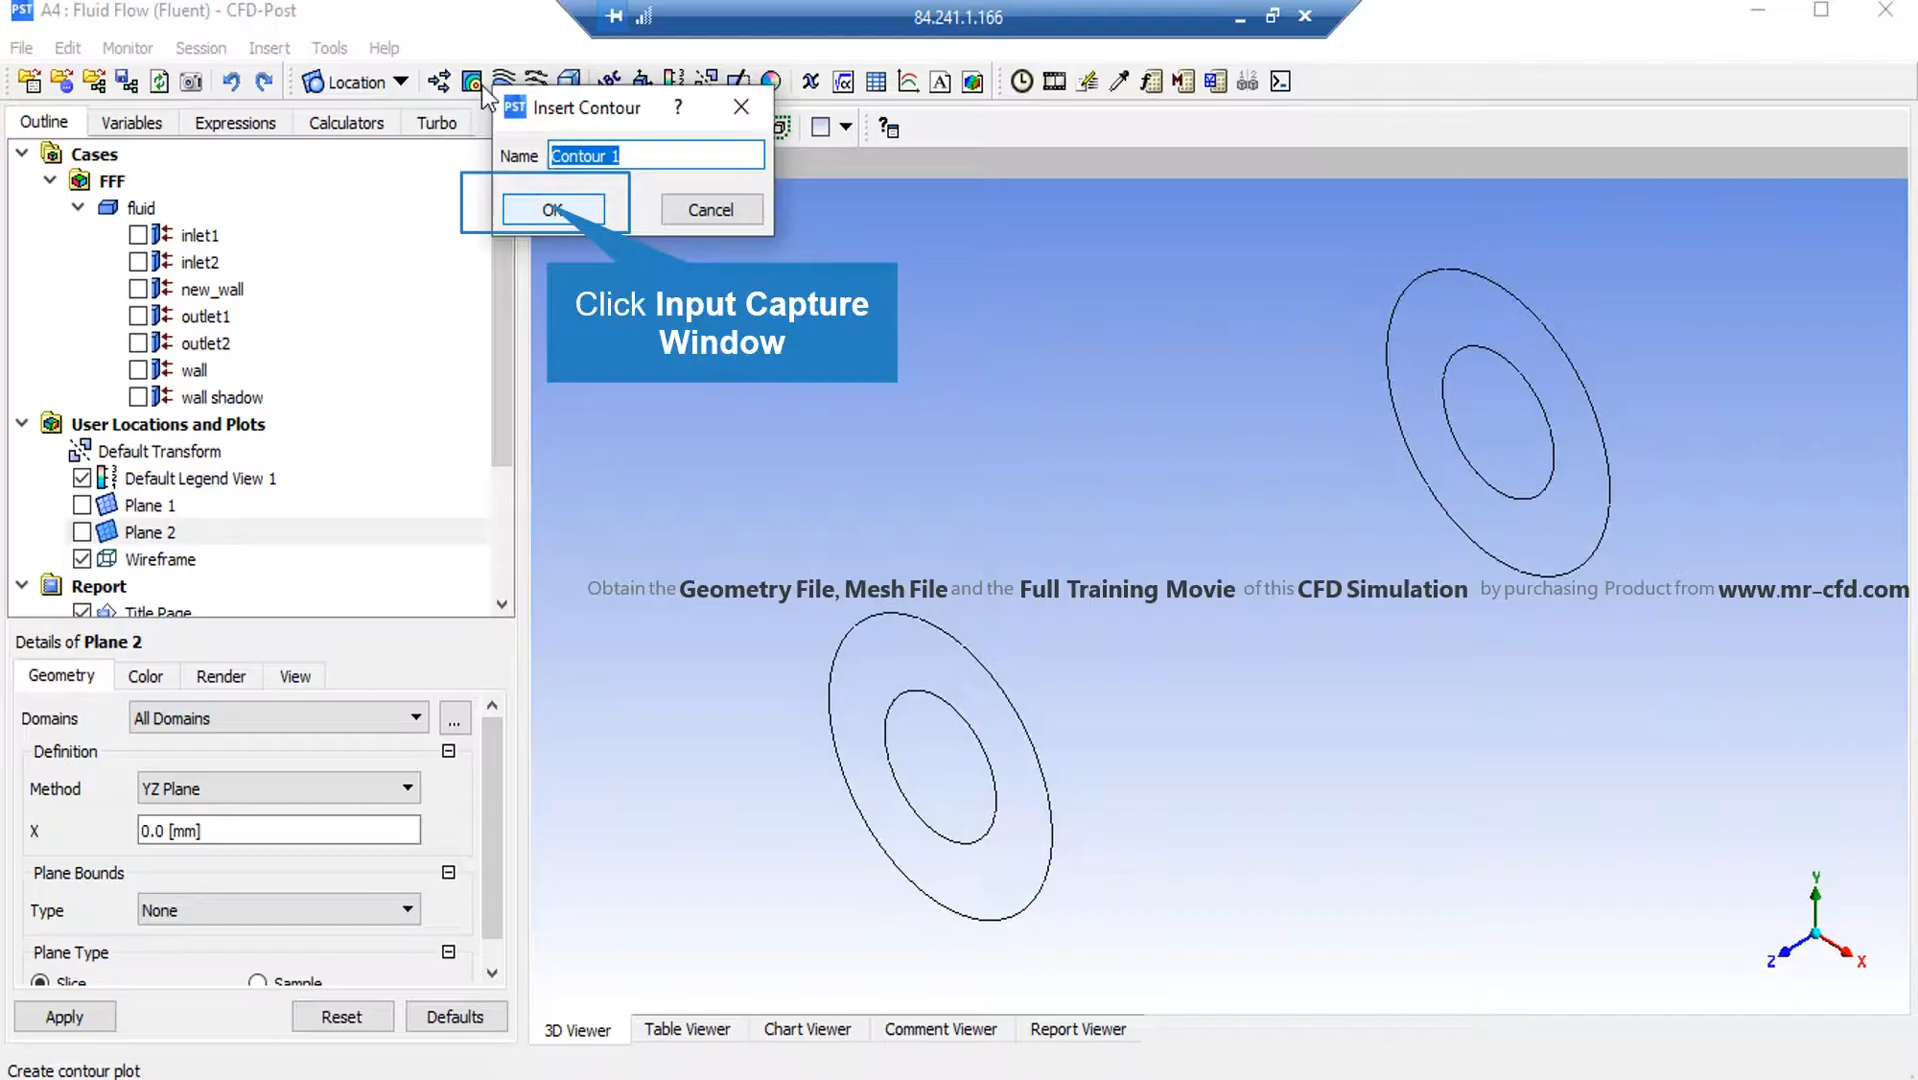 PST A4 : Fluid Flow (Fluent) - CFD-Post
84.241.1.166
File Edit Monitor Session Insert Tools Help
Location
PST Insert Contour ?
Outline Variables Expressions Calculators Turbo
Name Contour 1
OK Cancel
Click Input Capture
Window
Cases
FFF
fluid
inlet1
inlet2
new_wall
outlet1
outlet2
wall
wall shadow
User Locations and Plots
Default Transform
Default Legend View 1
Plane 1
Plane 2
Wireframe
Report
Title Page
Obtain the Geometry File, Mesh File and the Full Training Movie of this CFD Simulation by purchasing Product from www.mr-cfd.com
Details of Plane 2
Geometry Color Render View
Domains All Domains ...
Definition
Method YZ Plane
X 0.0 [mm]
Plane Bounds
Type None
Plane Type
Slice Sample
Apply Reset Defaults
Y
Z X
3D Viewer Table Viewer Chart Viewer Comment Viewer Report Viewer
Create contour plot